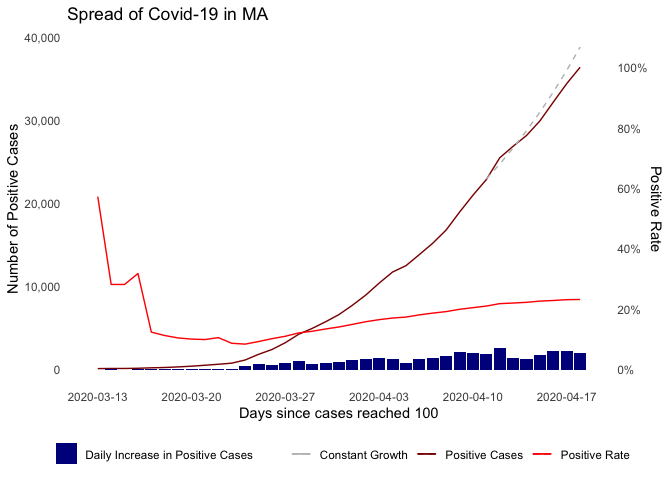 Spread of Covid-19 in MA
Number of Positive Cases
40,000
30,000
20,000
10,000
0
100%
80%
60%
40%
20%
0%
Positive Rate
2020-03-13 2020-03-20 2020-03-27 2020-04-03 2020-04-10 2020-04-17
Days since cases reached 100
Daily Increase in Positive Cases Constant Growth Positive Cases Positive Rate